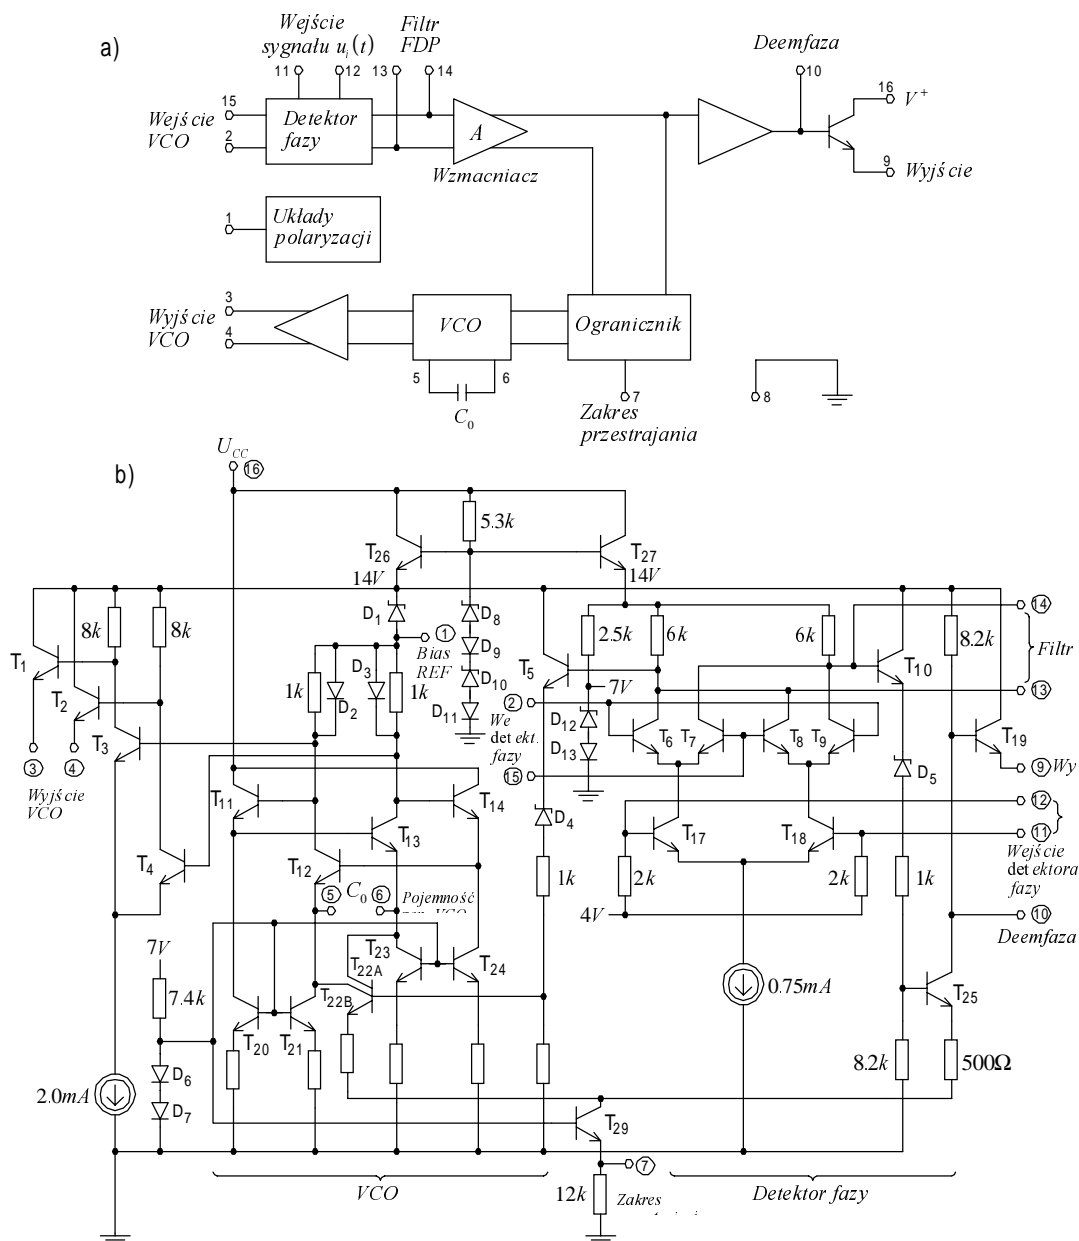 a)
Wejście
sygnału u_i(t)
Filtr
FDP
Deemfaza
11
12
13
14
10
16
V+
15
Wejście
VCO
2
Detektor
fazy
A
Wzmacniacz
9
Wyjście
1
Układy
polaryzacji
3
Wyjście
VCO
4
VCO
Ogranicznik
5
6
C0
7
Zakres
przestrajania
8
b)
UCC
16
5.3k
T26
T27
14V
14V
D1
D8
2.5k
6k
6k
14
8k
8k
1
Bias
REF
D9
8.2k
Filtr
T1
T5
T10
D3
D10
7V
13
1k
1k
T2
D2
D11
2
D12
T3
We
detekt.
fazy
T6
T7
T8
T9
T19
D13
3
4
15
D5
9
Wy
Wyjście
VCO
12
T11
T14
D4
T17
T18
11
T13
Wejście
detektora
fazy
T4
T12
1k
2k
2k
1k
5
C0
6
Pojemność
4V
10
Deemfaza
7V
T23
T22A
T24
0.75mA
7.4k
T22B
T25
T20
T21
8.2k
500Ω
D6
2.0mA
D7
T29
7
VCO
12k
Zakres
Detektor fazy